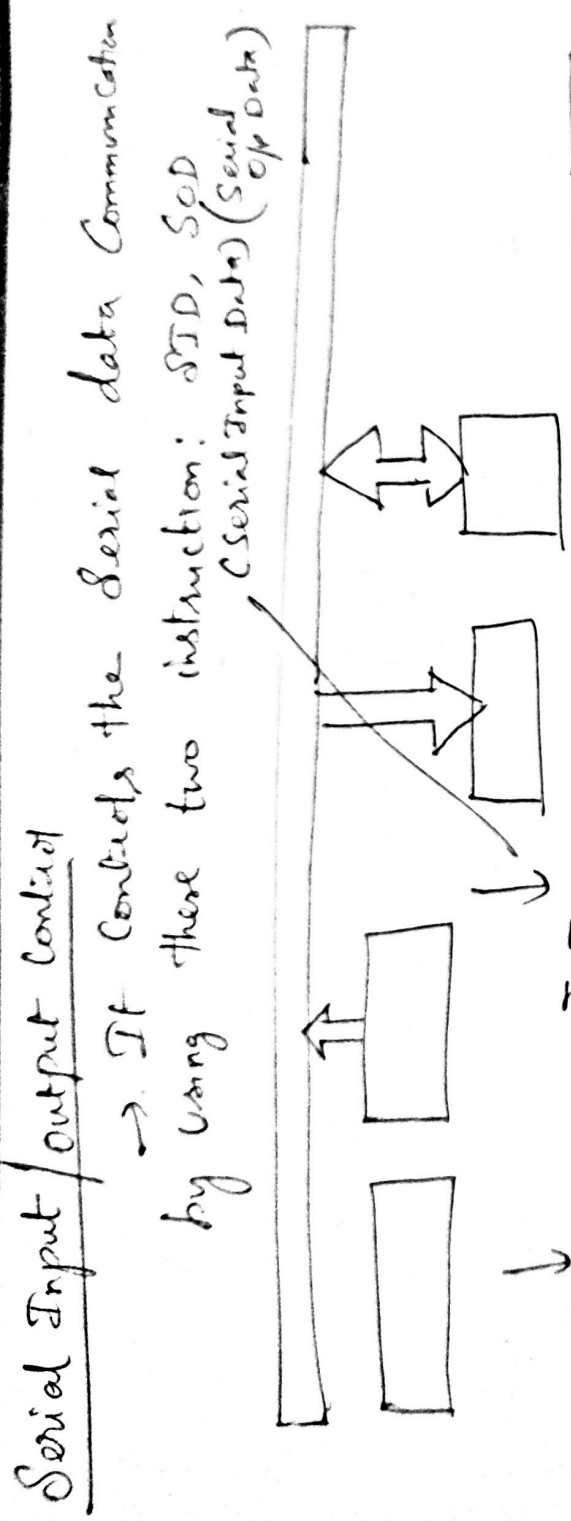 Serial Input / output Control
→ It Controls the Serial data Communication
by using these two instruction: SID, SOD
(Serial Input Data) (Serial
O/p Data)